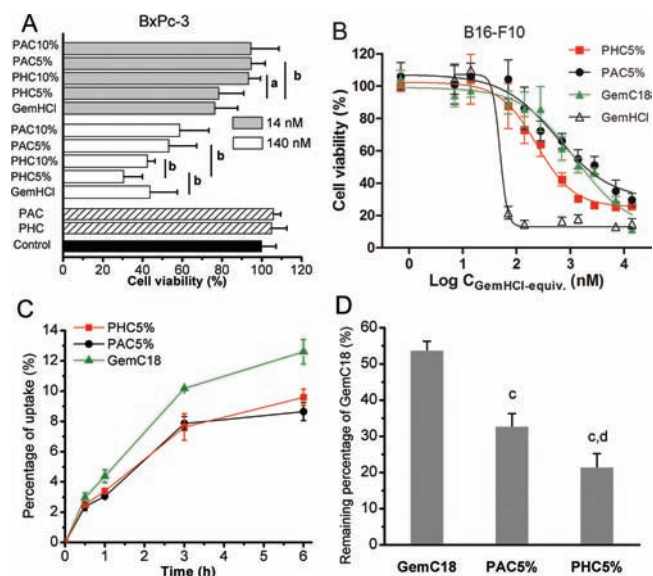 A
BxPc-3
PAC10%
PAC5%
PHC10%
PHC5%
GemHCl
PAC10%
PAC5%
PHC10%
PHC5%
GemHCl
PAC
PHC
Control
a
b
14 nM
140 nM
b
b
b
0 20 40 60 80 100 120
Cell viability (%)
B
B16-F10
PHC5%
PAC5%
GemC18
GemHCl
120
100
80
60
40
20
0
Cell viability (%)
0 1 2 3 4
Log C GemHCl-equiv. (nM)
C
PHC5%
PAC5%
GemC18
14
12
10
8
6
4
2
0
Percentage of uptake (%)
0 1 2 3 4 5 6
Time (h)
D
60
50
40
30
20
10
0
Remaining percentage of GemC18 (%)
c
c,d
GemC18 PAC5% PHC5%